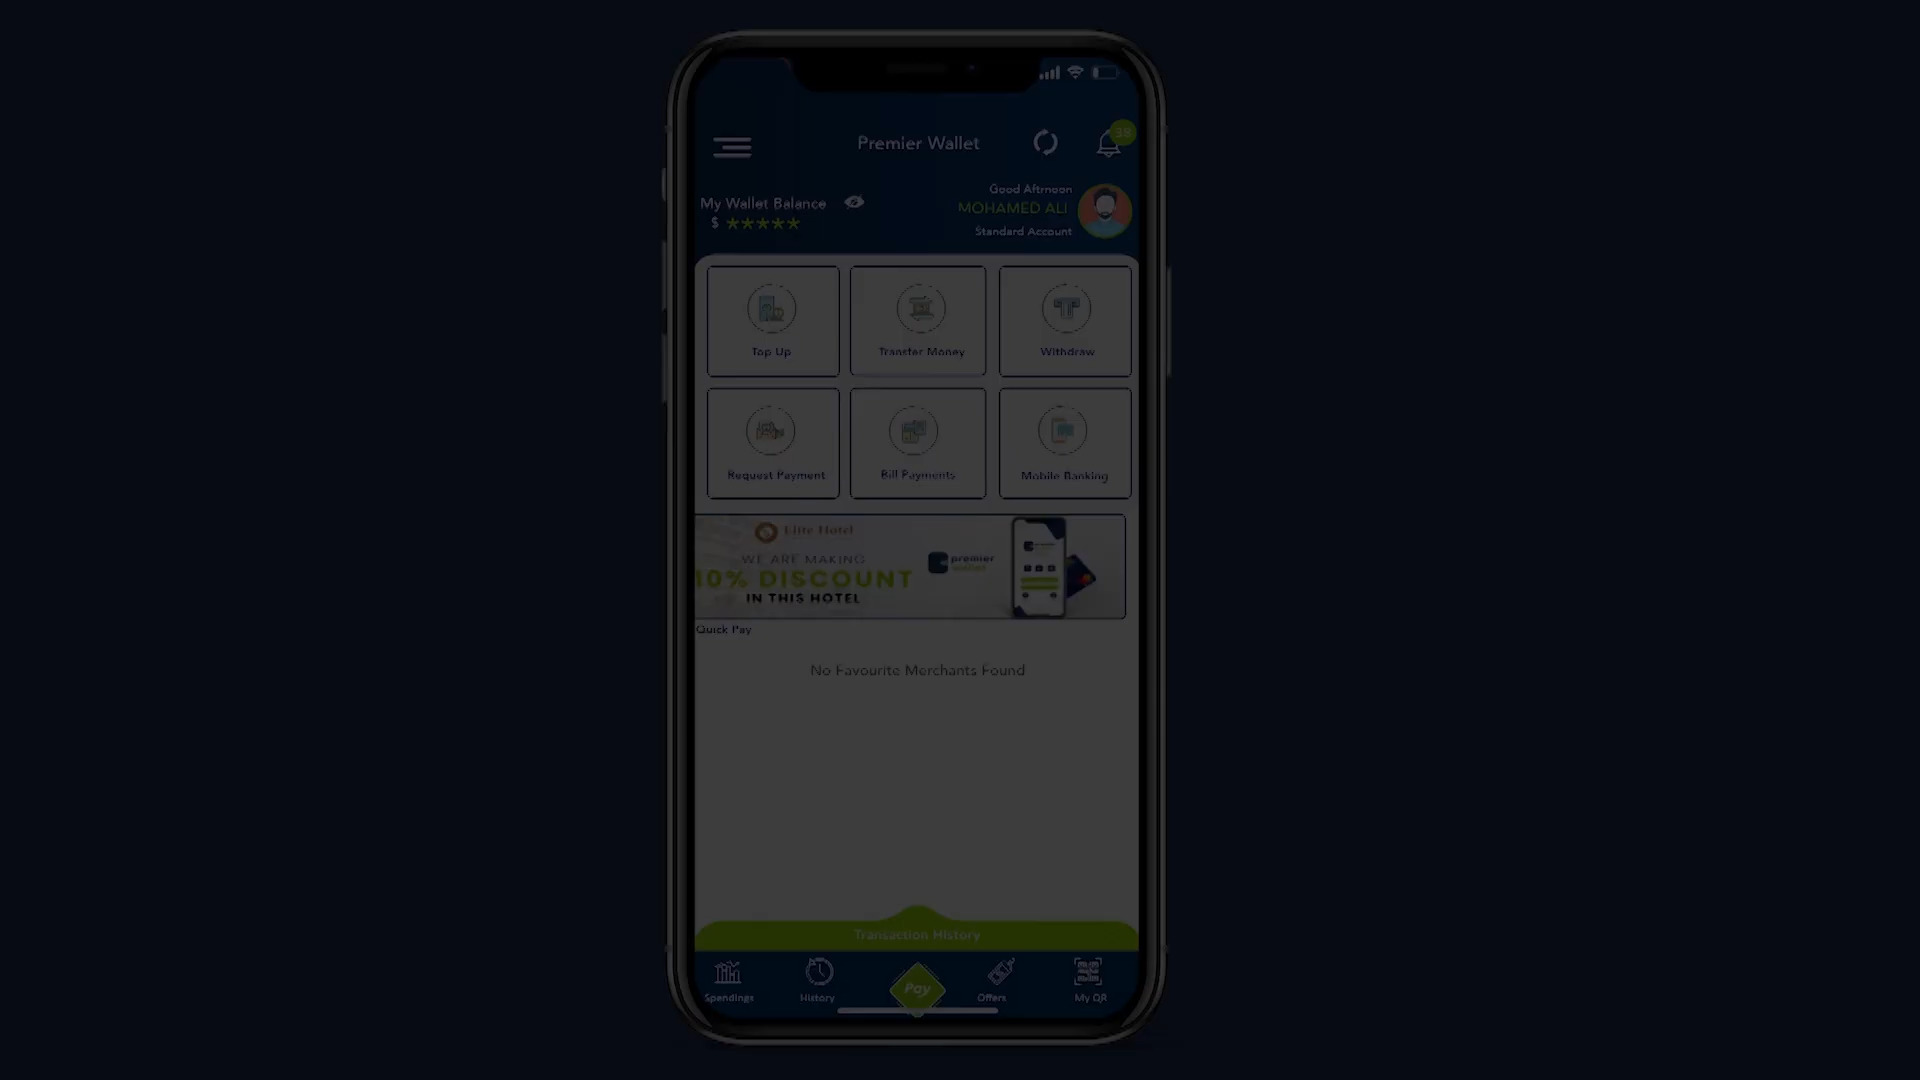 Premier Wallet
38
Good Aftrnoon
My Wallet Balance
MOHAMED ALI
$ ★★★★★
Standard Account
Top Up
Transfer Money
Withdraw
Request Payment
Bill Payments
Mobile Banking
Elite Hotel
WE ARE MAKING
10% DISCOUNT
IN THIS HOTEL
premier
Quick Pay
No Favourite Merchants Found
Transaction History
Pay
Spendings
History
Offers
My QR